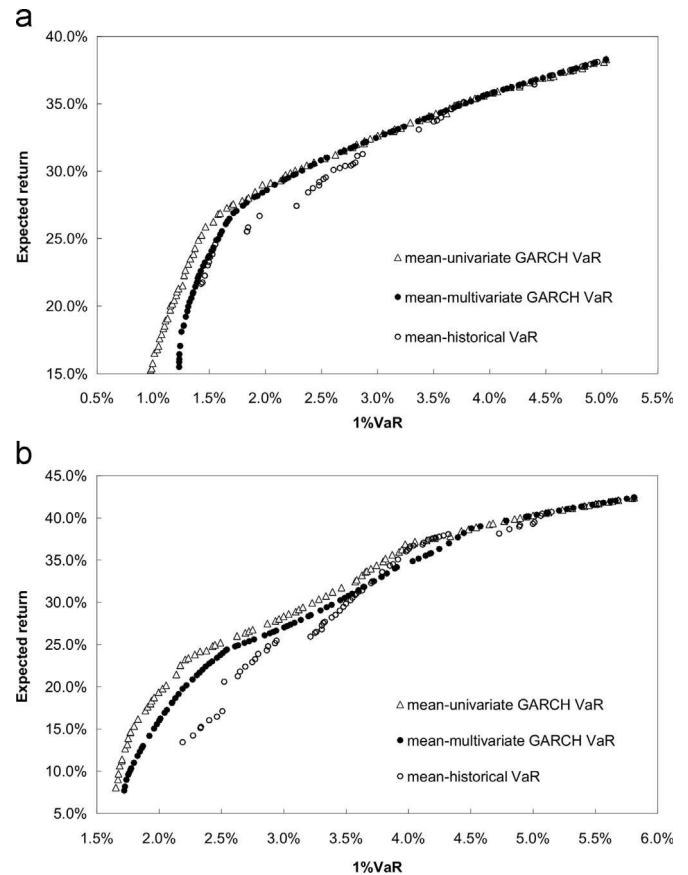 a
40.0%
35.0%
30.0%
25.0%
20.0%
15.0%
Expected return
mean-univariate GARCH VaR
mean-multivariate GARCH VaR
mean-historical VaR
0.5% 1.0% 1.5% 2.0% 2.5% 3.0% 3.5% 4.0% 4.5% 5.0% 5.5%
1%VaR
b
45.0%
40.0%
35.0%
30.0%
25.0%
20.0%
15.0%
10.0%
5.0%
Expected return
mean-univariate GARCH VaR
mean-multivariate GARCH VaR
mean-historical VaR
1.5% 2.0% 2.5% 3.0% 3.5% 4.0% 4.5% 5.0% 5.5% 6.0%
1%VaR